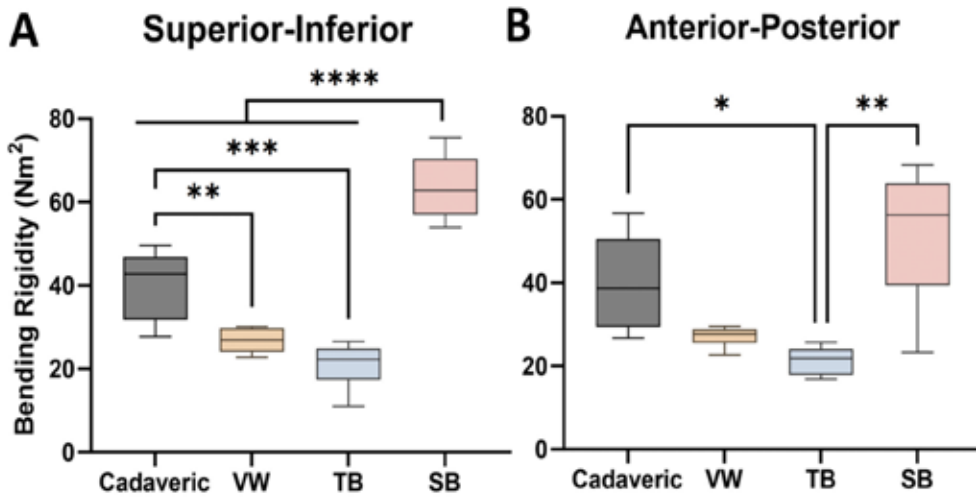 A Superior-Inferior
****
***
**
Bending Rigidity (Nm²)
80
60
40
20
0
Cadaveric VW TB SB
B Anterior-Posterior
* **
80
60
40
20
0
Cadaveric VW TB SB